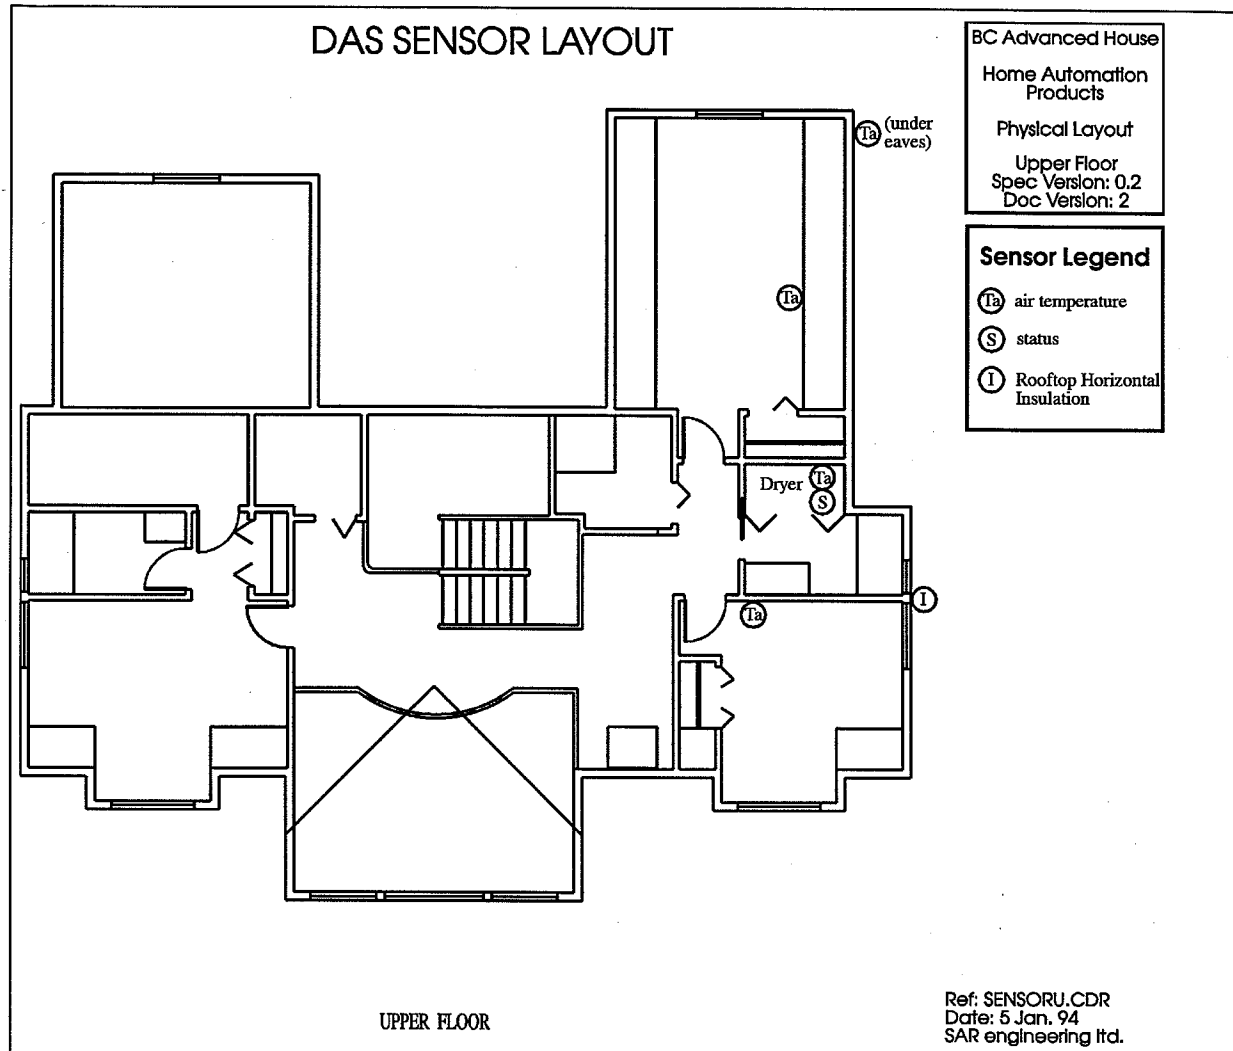 DAS SENSOR LAYOUT
BC Advanced House
Home Automation
Products
Physical Layout
Upper Floor
Spec Version: 0.2
Doc Version: 2
Ta (under
eaves)
Sensor Legend
Ta air temperature
S status
I Rooftop Horizontal
Insulation
Ta
Dryer Ta
S
I
Ta
UPPER FLOOR
Ref: SENSORU.CDR
Date: 5 Jan. 94
SAR engineering ltd.